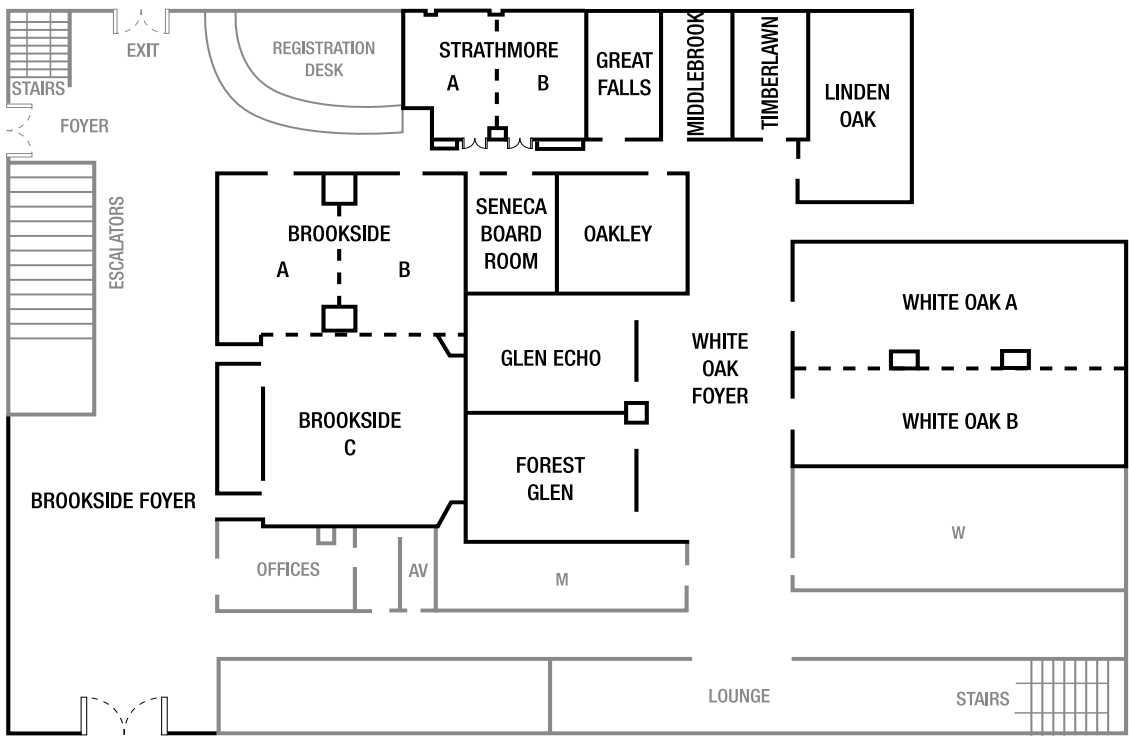 EXIT
REGISTRATION
DESK
STRATHMORE
A
B
GREAT
FALLS
MIDDLEBROOK
TIMBERLAWN
LINDEN
OAK
STAIRS
FOYER
ESCALATORS
BROOKSIDE
A
B
SENECA
BOARD
ROOM
OAKLEY
GLEN ECHO
WHITE
OAK
FOYER
WHITE OAK A
WHITE OAK B
BROOKSIDE
C
BROOKSIDE FOYER
FOREST
GLEN
OFFICES
AV
M
W
LOUNGE
STAIRS